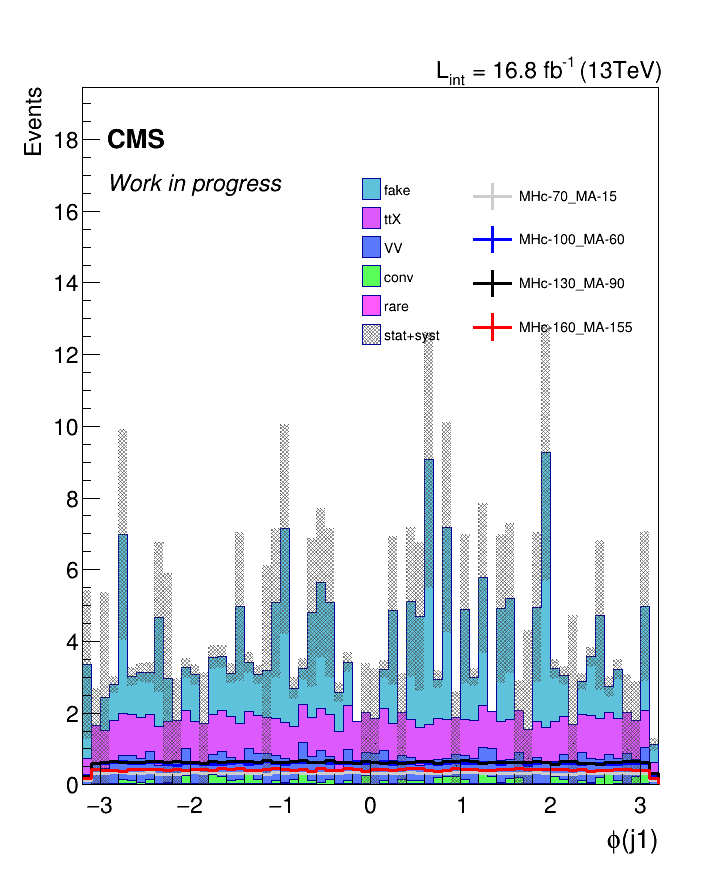 L_int = 16.8 fb^-1 (13TeV)
Events
CMS
Work in progress
fake
ttX
VV
conv
rare
stat+syst
MHc-70_MA-15
MHc-100_MA-60
MHc-130_MA-90
MHc-160_MA-155
18
16
14
12
10
8
6
4
2
0
−3 −2 −1 0 1 2 3
ϕ(j1)